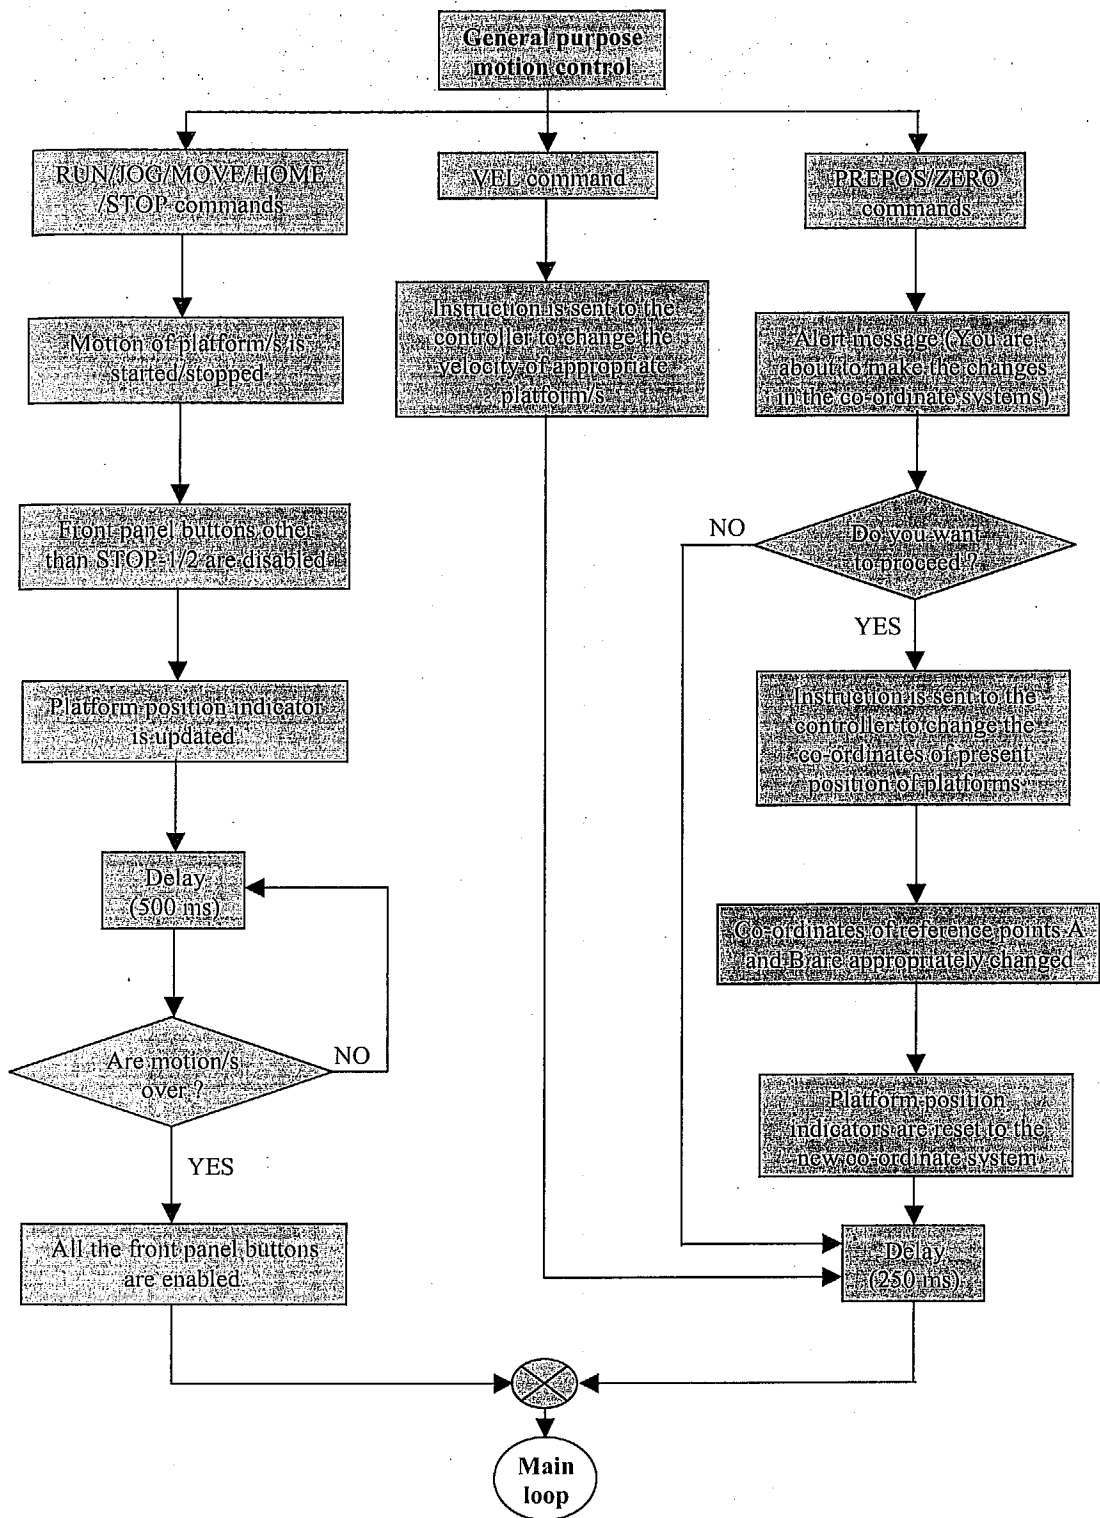 General purpose
motion control
RUN/JOG/MOVE/HOME
/STOP commands
Motion of platform/s is
started/stopped
Front panel buttons other
than STOP-1/2 are disabled
Platform position indicator
is updated
Delay
(500 ms)
Are motion/s
over ?
NO
YES
All the front panel buttons
are enabled.
VEL command
Instruction is sent to the
controller to change the
velocity of appropriate
platform/s
PREPOS/ZERO
commands
Alert message (You are
about to make the changes
in the co-ordinate systems)
Do you want
to proceed ?
NO
YES
Instruction is sent to the
controller to change the
co-ordinates of present
position of platforms
Co-ordinates of reference points A
and B are appropriately changed
Platform position
indicators are reset to the
new co-ordinate system
Delay
(250 ms)
Main
loop